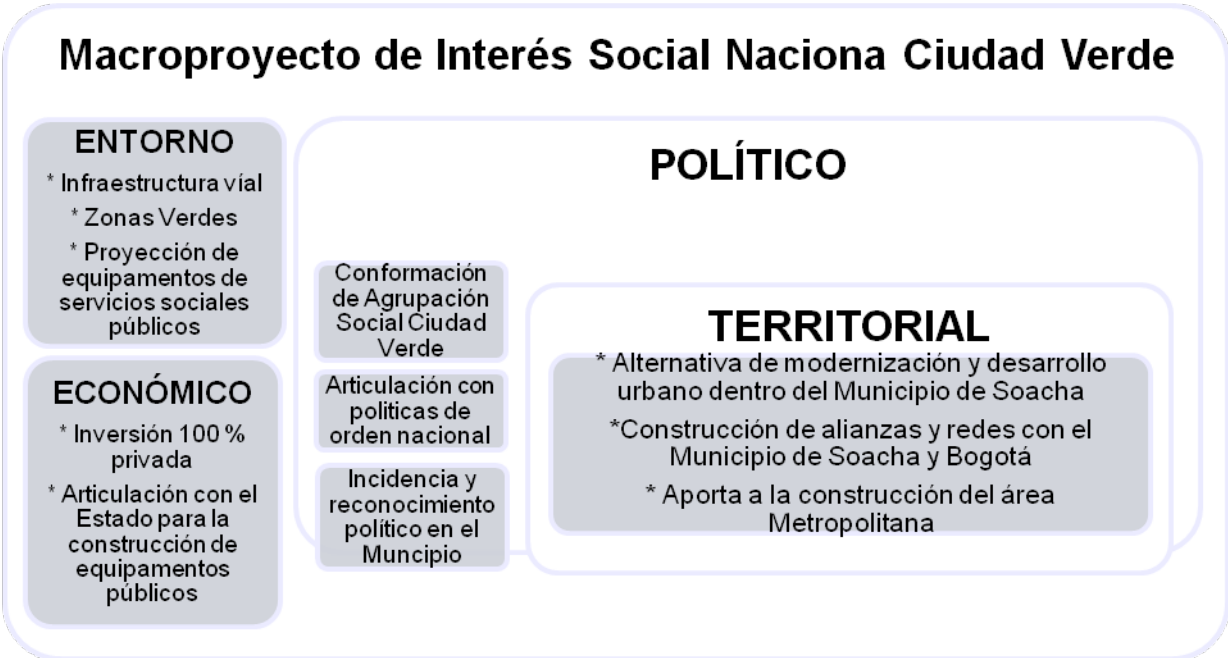 Macroproyecto de Interés Social Naciona Ciudad Verde
ENTORNO
* Infraestructura víal
* Zonas Verdes
* Proyección de
equipamentos de
servicios sociales
públicos
ECONÓMICO
* Inversión 100 %
privada
* Articulación con el
Estado para la
construcción de
equipamentos
públicos
POLÍTICO
Conformación
de Agrupación
Social Ciudad
Verde
Articulación con
politicas de
orden nacional
Incidencia y
reconocimiento
político en el
Muncipio
TERRITORIAL
* Alternativa de modernización y desarrollo
urbano dentro del Municipio de Soacha
*Construcción de alianzas y redes con el
Municipio de Soacha y Bogotá
* Aporta a la construcción del área
Metropolitana